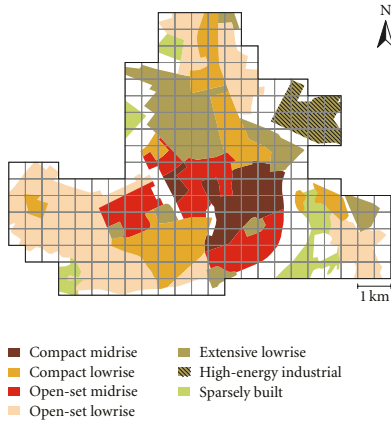 N
1 km
Compact midrise
Compact lowrise
Open-set midrise
Open-set lowrise
Extensive lowrise
High-energy industrial
Sparsely built